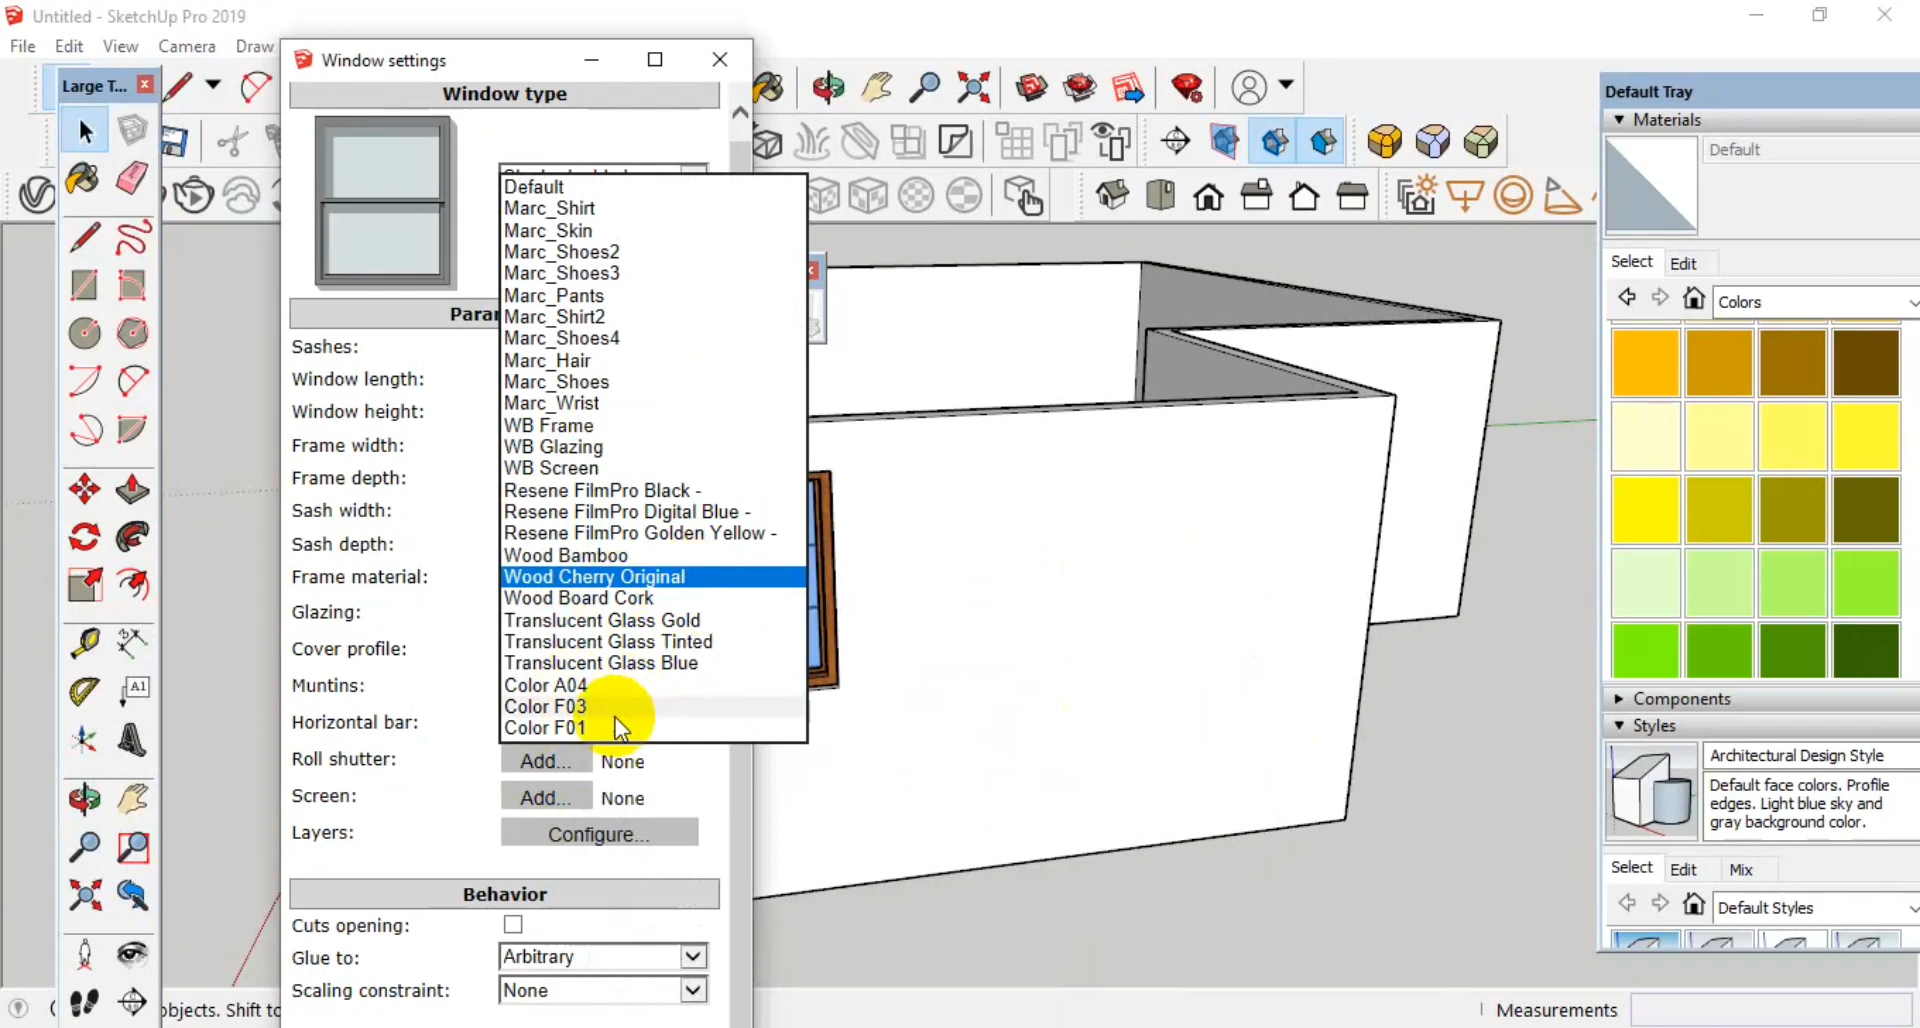 Untitled - SketchUp Pro 2019
File Edit View Camera Draw
Large T...
Window settings
Window type
Default
Marc_Shirt
Marc_Skin
Marc_Shoes2
Marc_Shoes3
Marc_Pants
Marc_Shirt2
Marc_Shoes4
Marc_Hair
Marc_Shoes
Marc_Wrist
WB Frame
WB Glazing
WB Screen
Resene FilmPro Black -
Resene FilmPro Digital Blue -
Resene FilmPro Golden Yellow -
Wood Bamboo
Wood Cherry Original
Wood Board Cork
Translucent Glass Gold
Translucent Glass Tinted
Translucent Glass Blue
Color A04
Color F03
Color F01
Sashes:
Window length:
Window height:
Frame width:
Frame depth:
Sash width:
Sash depth:
Frame material:
Glazing:
Cover profile:
Muntins:
Horizontal bar:
Roll shutter: Add... None
Screen: Add... None
Layers: Configure...
Behavior
Cuts opening:
Glue to: Arbitrary
Scaling constraint: None
A1
objects. Shift to
Measurements
Default Tray
Materials
Default
Select Edit
Colors
Components
Styles
Architectural Design Style
Default face colors. Profile
edges. Light blue sky and
gray background color.
Select Edit Mix
Default Styles